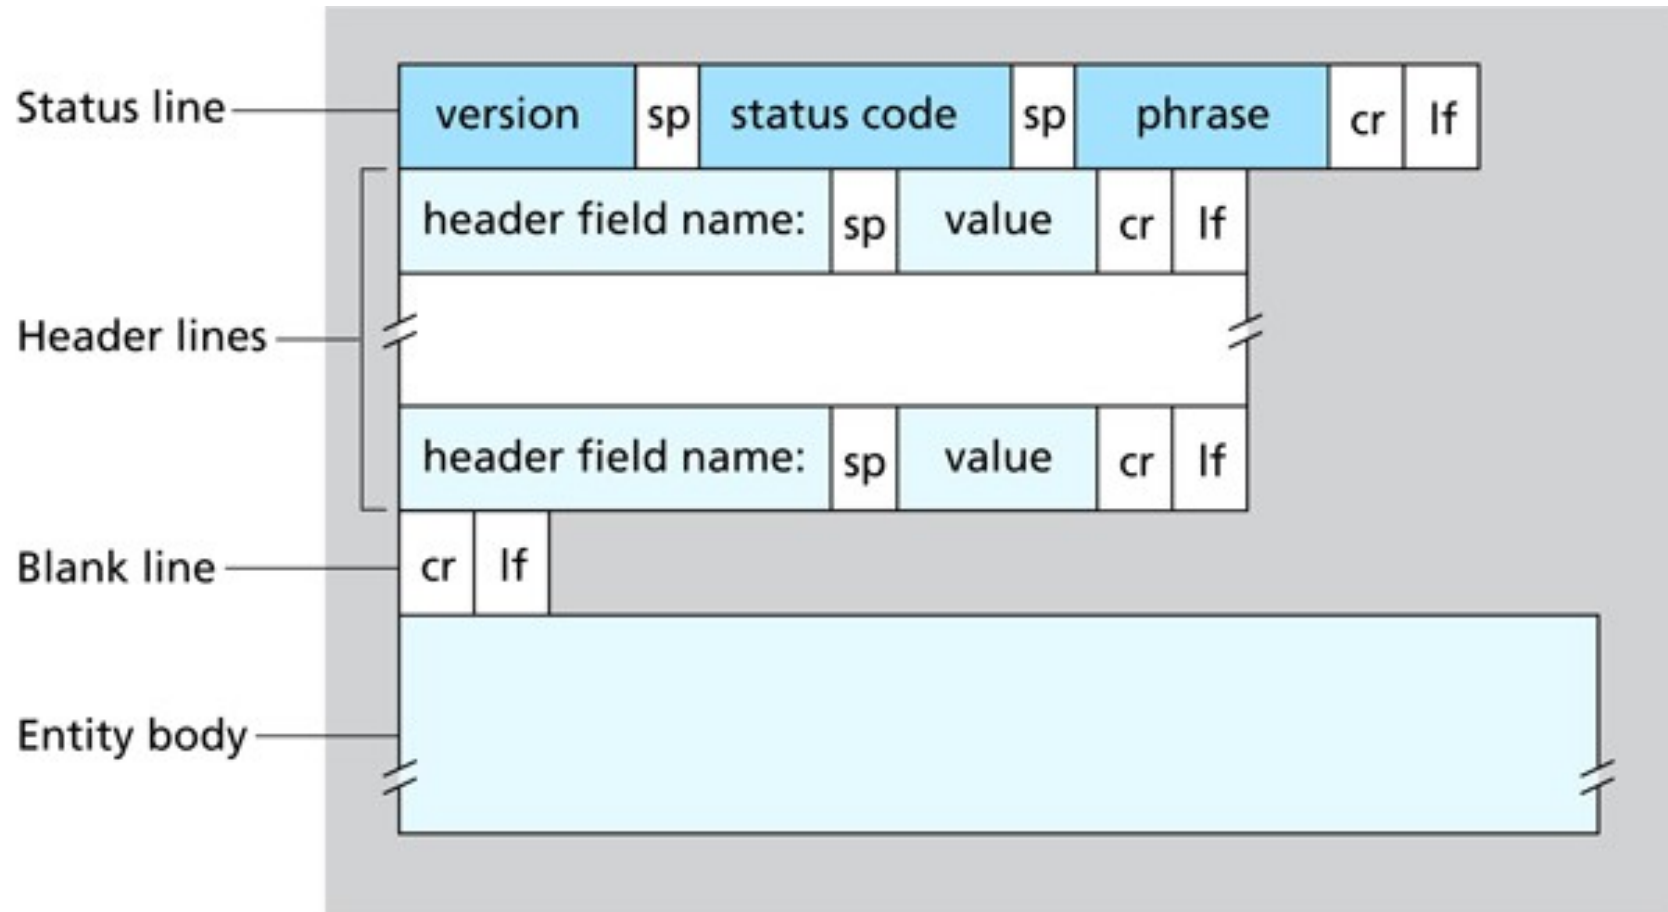 Status line version sp status code sp phrase cr lf
header field name: sp value cr lf
Header lines
header field name: sp value cr lf
Blank line cr lf
Entity body